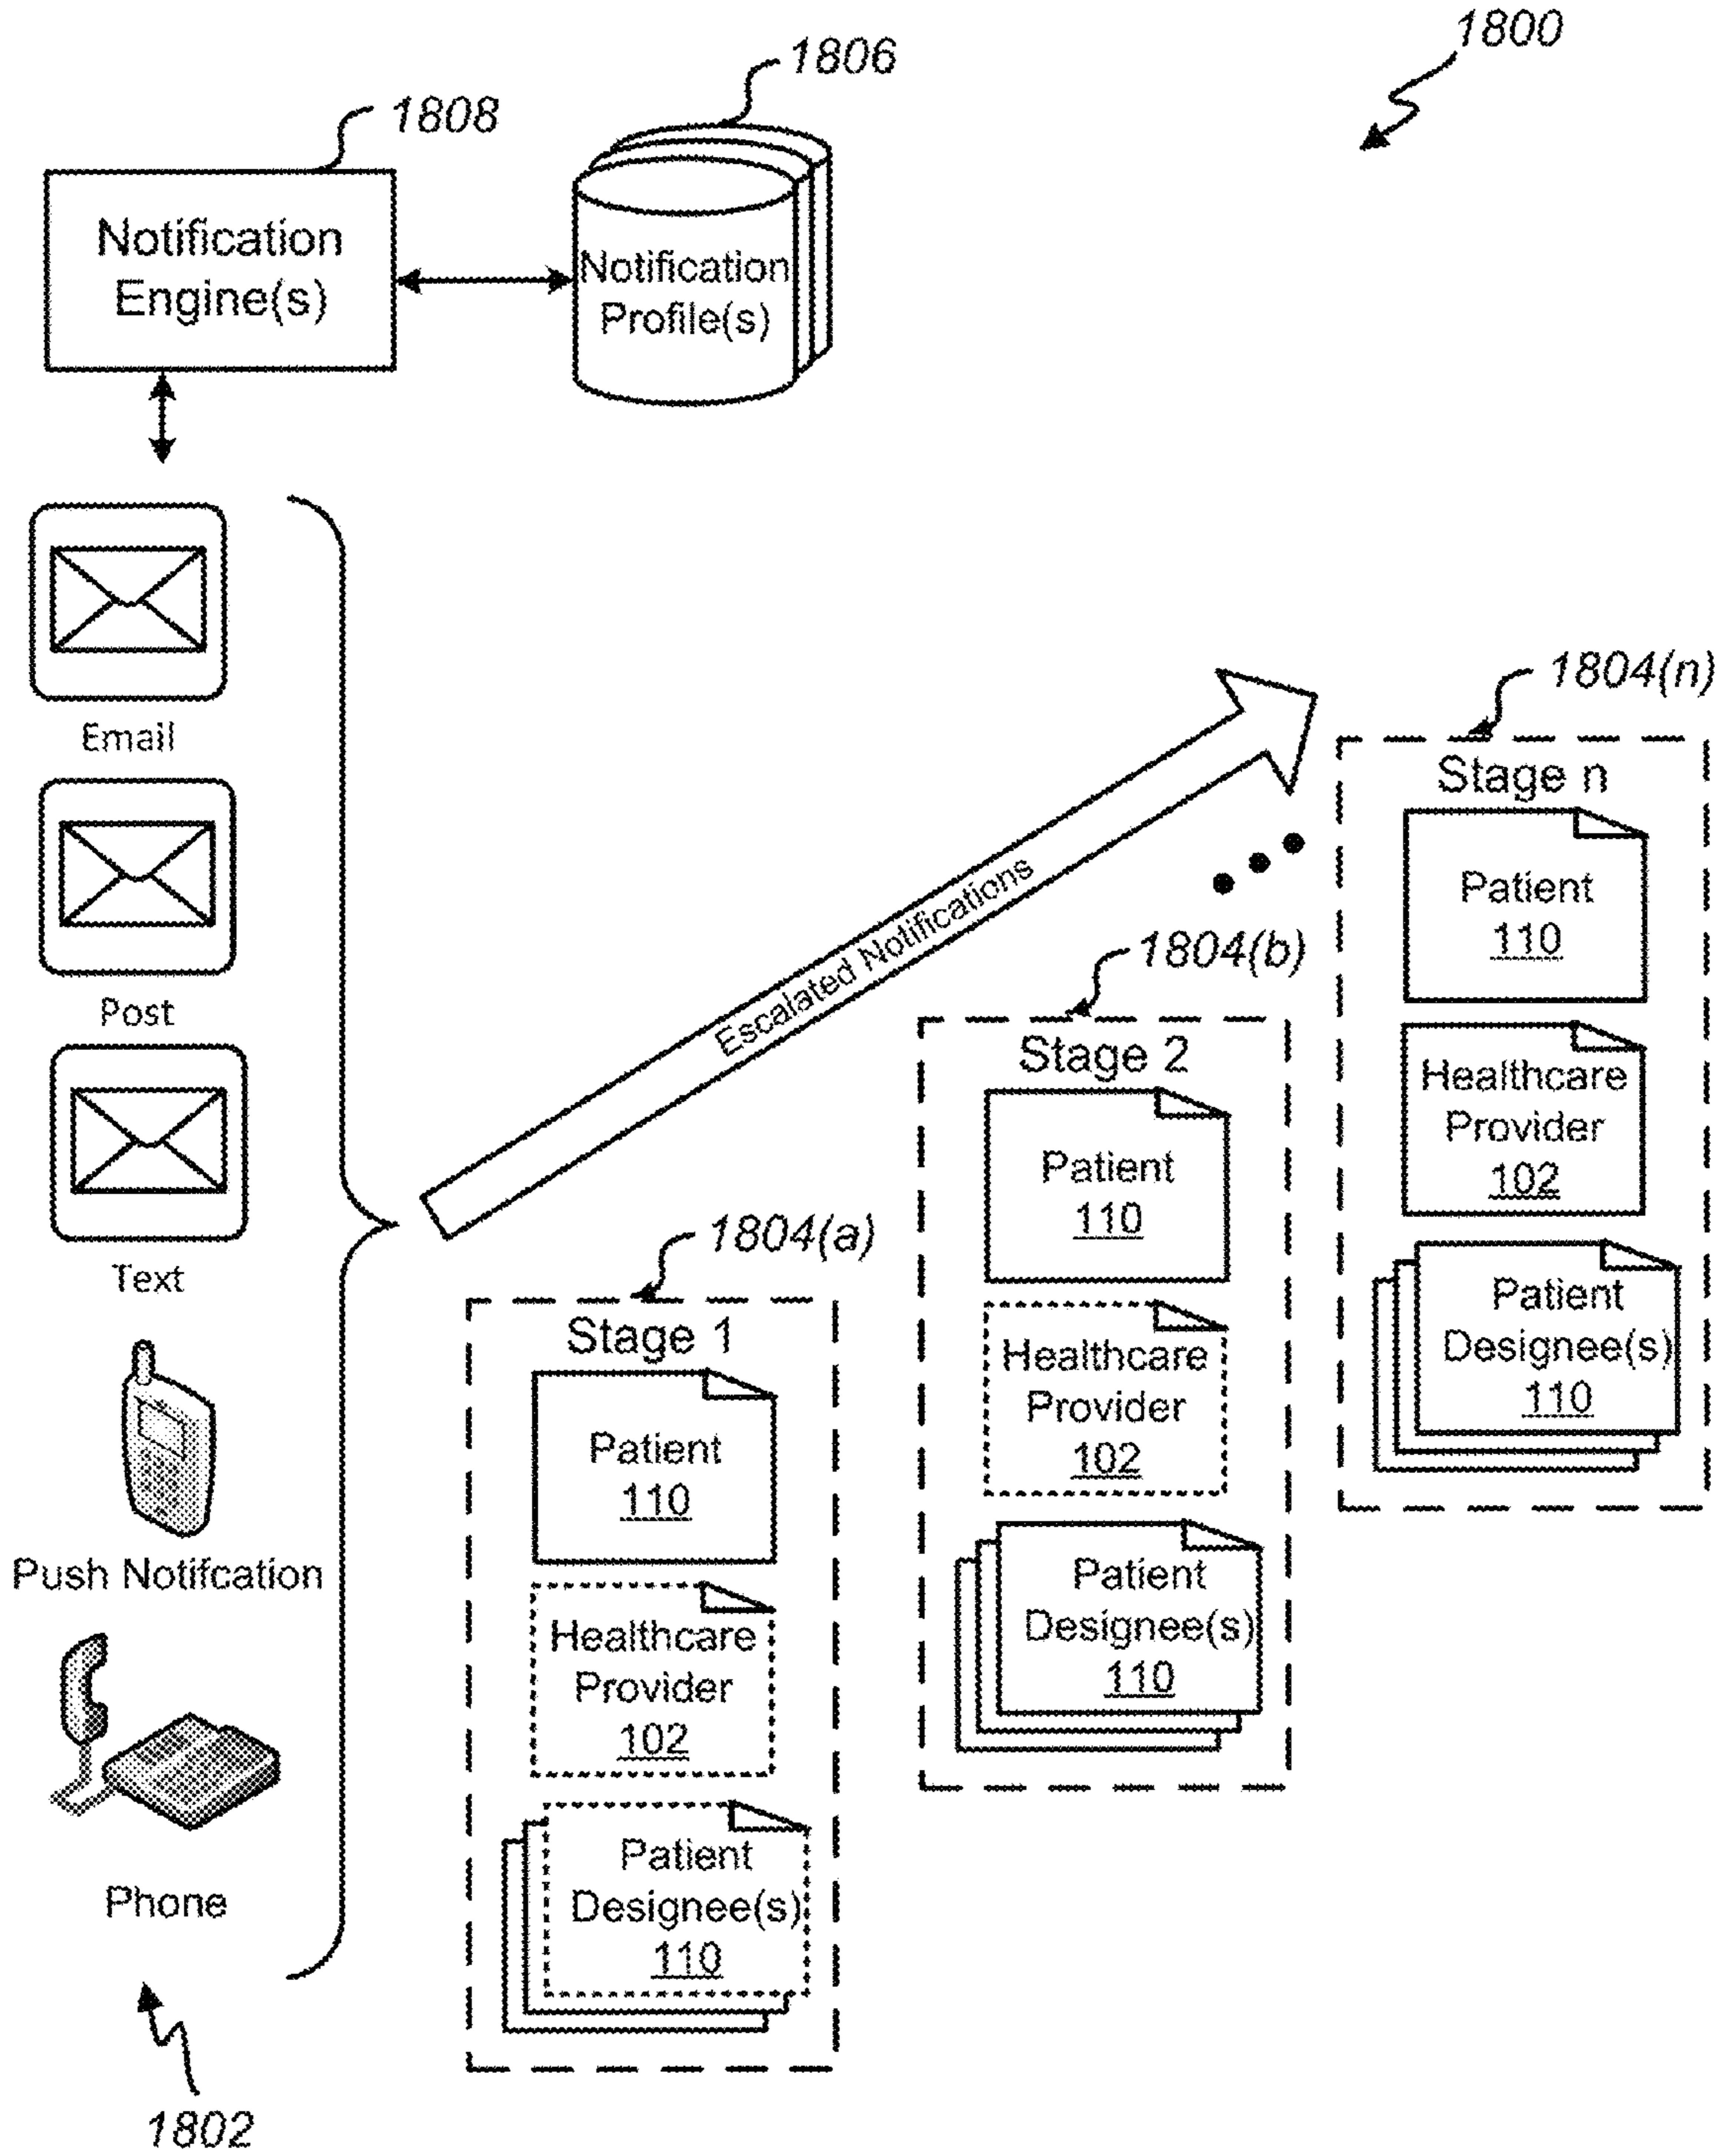 1800
1806
1808
Notification
Engine(s)
Notification
Profile(s)
Email
Post
Text
Push Notifcation
Phone
1802
Escalated Notifications
1804(a)
Stage 1
Patient
110
Healthcare
Provider
102
Patient
Designee(s)
110
1804(b)
Stage 2
Patient
110
Healthcare
Provider
102
Patient
Designee(s)
110
1804(n)
Stage n
Patient
110
Healthcare
Provider
102
Patient
Designee(s)
110